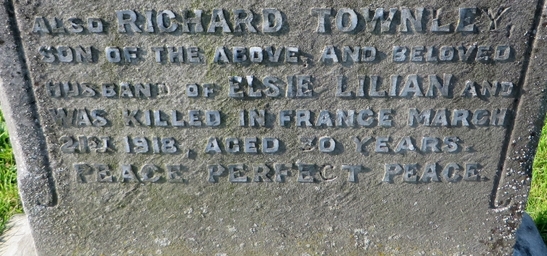 ALSO RICHARD TOWNLEY,
SON OF THE ABOVE, AND BELOVED
HUSBAND OF ELSIE LILIAN AND
WAS KILLED IN FRANCE MARCH
21ST 1918, AGED 30 YEARS.
PEACE PERFECT PEACE.